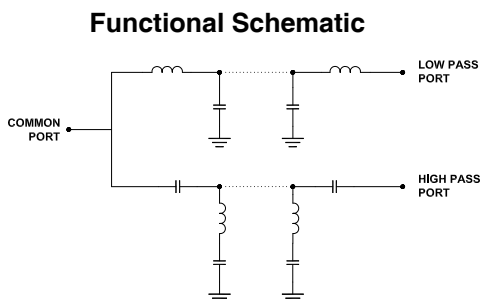 Functional Schematic
LOW PASS
PORT
COMMON
PORT
HIGH PASS
PORT